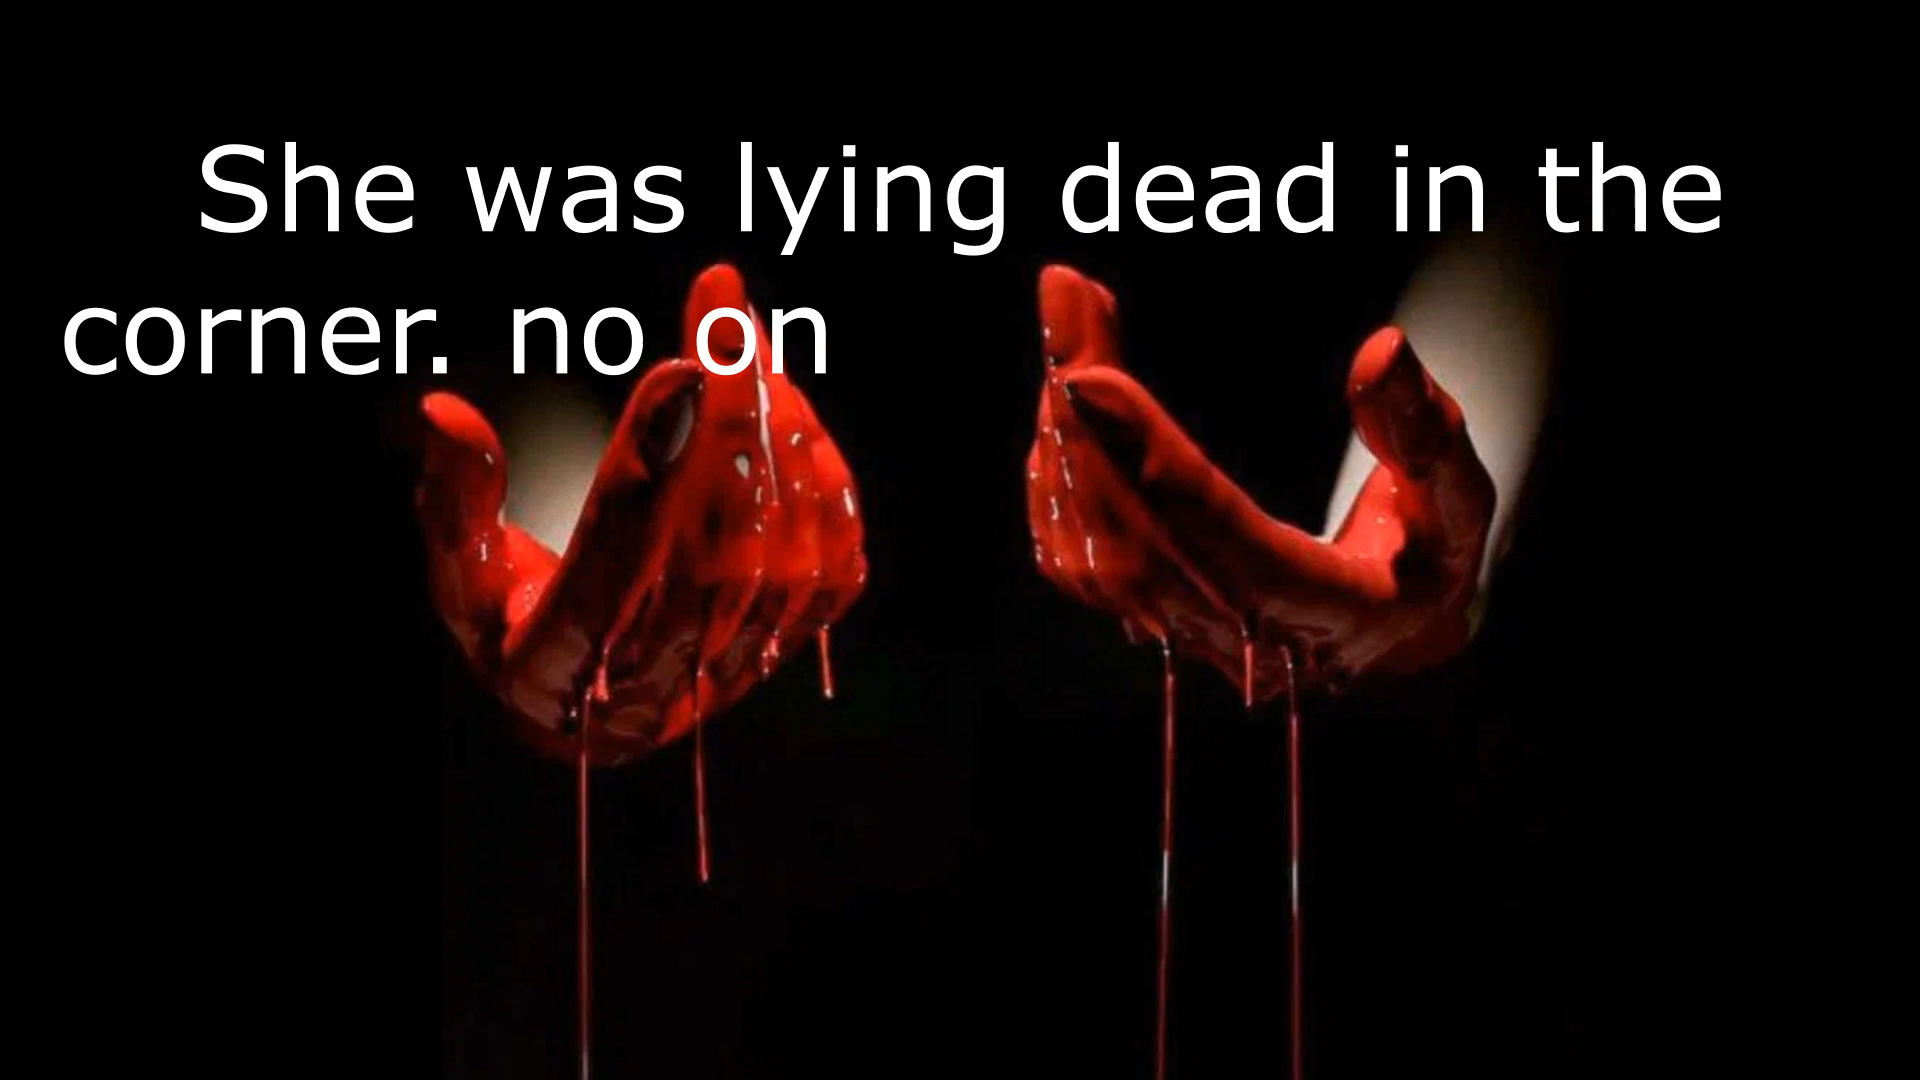 She was lying dead in the
corner. no on